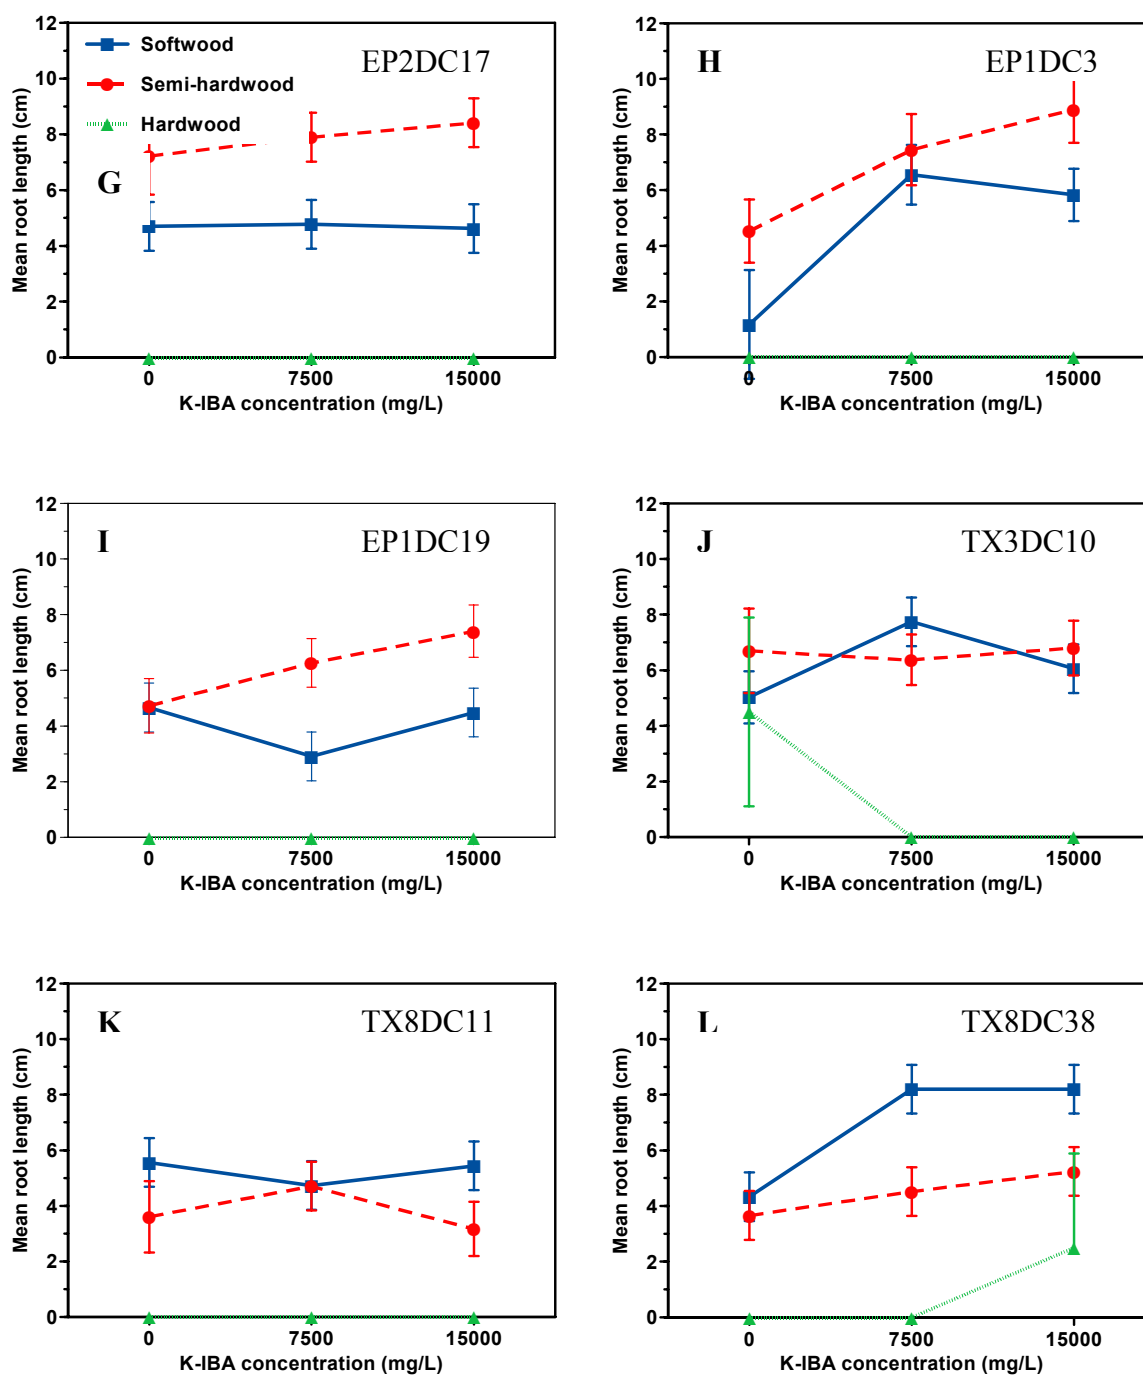 12
10
8
6
4
2
0
Mean root length (cm)
Softwood
Semi-hardwood
Hardwood
EP2DC17
G
0 7500 15000
K-IBA concentration (mg/L)
12
10
8
6
4
2
0
Mean root length (cm)
H EP1DC3
0 7500 15000
K-IBA concentration (mg/L)
12
10
8
6
4
2
0
Mean root length (cm)
I EP1DC19
0 7500 15000
K-IBA concentration (mg/L)
12
10
8
6
4
2
0
Mean root length (cm)
J TX3DC10
0 7500 15000
K-IBA concentration (mg/L)
12
10
8
6
4
2
0
Mean root length (cm)
K TX8DC11
0 7500 15000
K-IBA concentration (mg/L)
12
10
8
6
4
2
0
Mean root length (cm)
L TX8DC38
0 7500 15000
K-IBA concentration (mg/L)